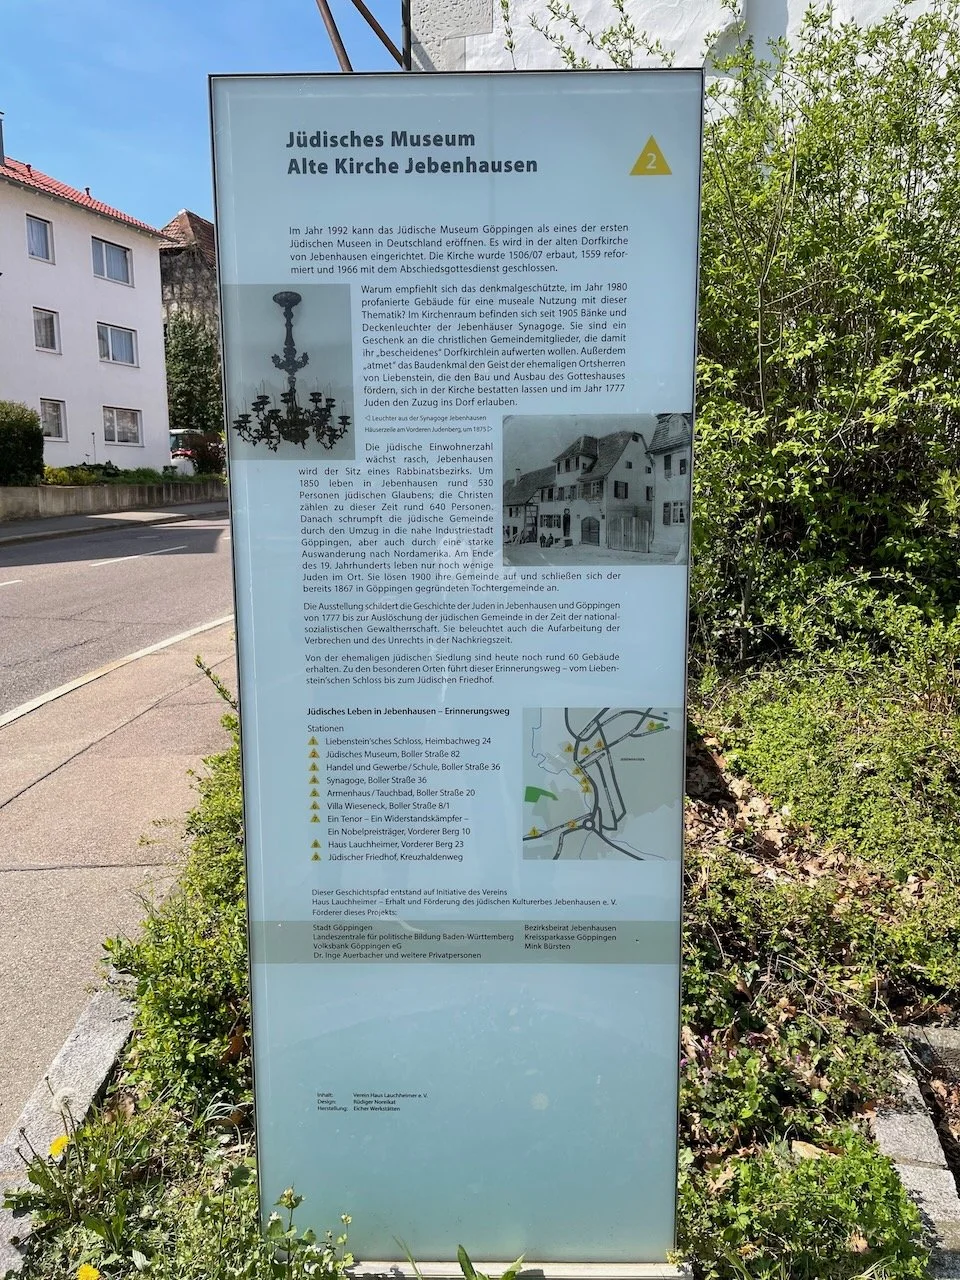 Jüdisches Museum
Alte Kirche Jebenhausen
2
Im Jahr 1992 kann das Jüdische Museum Göppingen als eines der ersten
Jüdischen Museen in Deutschland eröffnen. Es wird in der alten Dorfkirche
von Jebenhausen eingerichtet. Die Kirche wurde 1506/07 erbaut, 1559 refor-
miert und 1966 mit dem Abschiedsgottesdienst geschlossen.
Warum empfiehlt sich das denkmalgeschützte, im Jahr 1980
profanierte Gebäude für eine museale Nutzung mit dieser
Thematik? Im Kirchenraum befinden sich seit 1905 Bänke und
Deckenleuchter der Jebenhäuser Synagoge. Sie sind ein
Geschenk an die christlichen Gemeindemitglieder, die damit
ihr „bescheidenes" Dorfkirchlein aufwerten wollen. Außerdem
„atmet" das Baudenkmal den Geist der ehemaligen Ortsherren
von Liebenstein, die den Bau und Ausbau des Gotteshauses
fördern, sich in der Kirche bestatten lassen und im Jahr 1777
Juden den Zuzug ins Dorf erlauben.
◁ Leuchter aus der Synagoge Jebenhausen
Häuserzeile am Vorderen Judenberg, um 1875 ▷
Die jüdische Einwohnerzahl
wächst rasch, Jebenhausen
wird der Sitz eines Rabbinatsbezirks. Um
1850 leben in Jebenhausen rund 530
Personen jüdischen Glaubens; die Christen
zählen zu dieser Zeit rund 640 Personen.
Danach schrumpft die jüdische Gemeinde
durch den Umzug in die nahe Industriestadt
Göppingen, aber auch durch eine starke
Auswanderung nach Nordamerika. Am Ende
des 19. Jahrhunderts leben nur noch wenige
Juden im Ort. Sie lösen 1900 ihre Gemeinde auf und schließen sich der
bereits 1867 in Göppingen gegründeten Tochtergemeinde an.
Die Ausstellung schildert die Geschichte der Juden in Jebenhausen und Göppingen
von 1777 bis zur Auslöschung der jüdischen Gemeinde in der Zeit der national-
sozialistischen Gewaltherrschaft. Sie beleuchtet auch die Aufarbeitung der
Verbrechen und des Unrechts in der Nachkriegszeit.
Von der ehemaligen jüdischen Siedlung sind heute noch rund 60 Gebäude
erhalten. Zu den besonderen Orten führt dieser Erinnerungsweg – vom Lieben-
stein'schen Schloss bis zum Jüdischen Friedhof.
Jüdisches Leben in Jebenhausen – Erinnerungsweg
Stationen
1 Liebenstein'sches Schloss, Heimbachweg 24
2 Jüdisches Museum, Boller Straße 82
3 Handel und Gewerbe / Schule, Boller Straße 36
4 Synagoge, Boller Straße 36
5 Armenhaus / Tauchbad, Boller Straße 20
6 Villa Wieseneck, Boller Straße 8/1
7 Ein Tenor – Ein Widerstandskämpfer –
Ein Nobelpreisträger, Vorderer Berg 10
8 Haus Lauchheimer, Vorderer Berg 23
9 Jüdischer Friedhof, Kreuzhaldenweg
JEBENHAUSEN
Dieser Geschichtspfad entstand auf Initiative des Vereins
Haus Lauchheimer – Erhalt und Förderung des jüdischen Kulturerbes Jebenhausen e. V.
Förderer dieses Projekts:
Stadt Göppingen
Landeszentrale für politische Bildung Baden-Württemberg
Volksbank Göppingen eG
Dr. Inge Auerbacher und weitere Privatpersonen
Bezirksbeirat Jebenhausen
Kreissparkasse Göppingen
Mink Bürsten
Inhalt: Verein Haus Lauchheimer e. V.
Design: Rüdiger Noreikat
Herstellung: Eicher Werkstätten